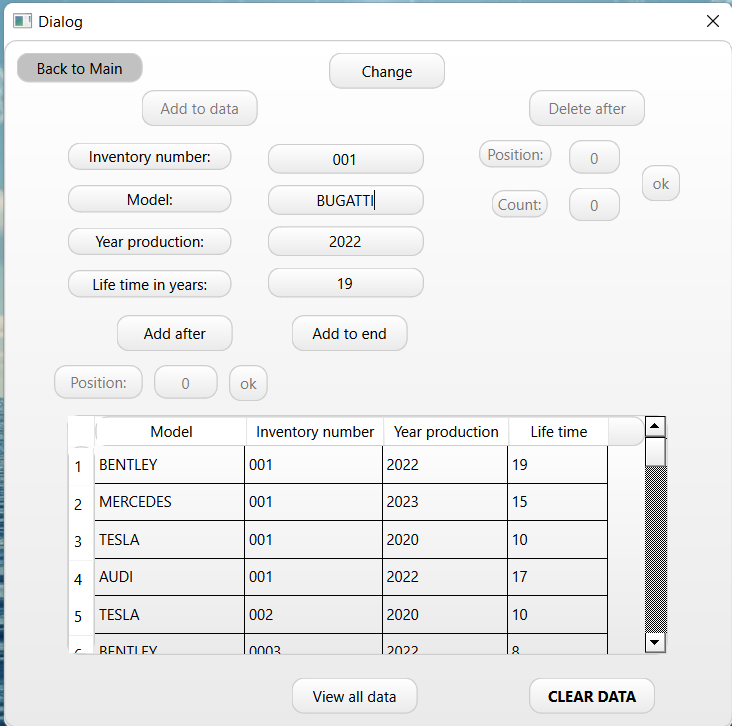 Dialog
Back to Main
Change
Add to data
Delete after
Inventory number:
001
Position:
0
ok
Model:
BUGATTI
Count:
0
Year production:
2022
Life time in years:
19
Add after
Add to end
Position:
0
ok
Model Inventory number Year production Life time
1 BENTLEY 001 2022 19
2 MERCEDES 001 2023 15
3 TESLA 001 2020 10
4 AUDI 001 2022 17
5 TESLA 002 2020 10
6 BENTLEY 0003 2022 8
View all data
CLEAR DATA